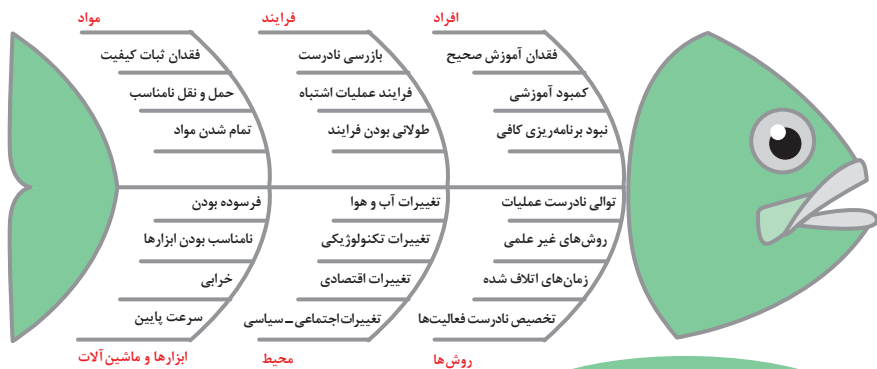 افراد
فقدان آموزش صحیح
کمبود آموزشی
نبود برنامه‌ریزی کافی
فرایند
بازرسی نادرست
فرایند عملیات اشتباه
طولانی بودن فرایند
مواد
فقدان ثبات کیفیت
حمل و نقل نامناسب
تمام شدن مواد
توالی نادرست عملیات
روش‌های غیر علمی
زمان‌های اتلاف شده
تخصیص نادرست فعالیت‌ها
روش‌ها
تغییرات آب و هوا
تغییرات تکنولوژیکی
تغییرات اقتصادی
تغییرات اجتماعی ـ سیاسی
محیط
فرسوده بودن
نامناسب بودن ابزارها
خرابی
سرعت پایین
ابزارها و ماشین‌آلات